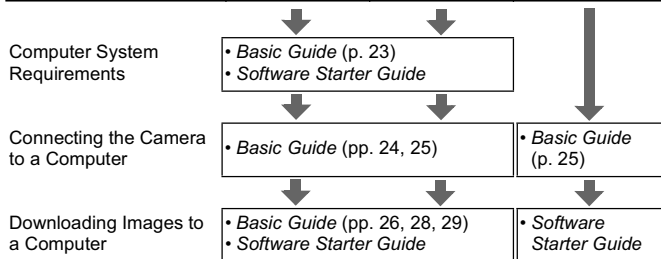 Computer System
Requirements
• Basic Guide (p. 23)
• Software Starter Guide
Connecting the Camera
to a Computer
• Basic Guide (pp. 24, 25)
• Basic Guide
(p. 25)
Downloading Images to
a Computer
• Basic Guide (pp. 26, 28, 29)
• Software Starter Guide
• Software
Starter Guide